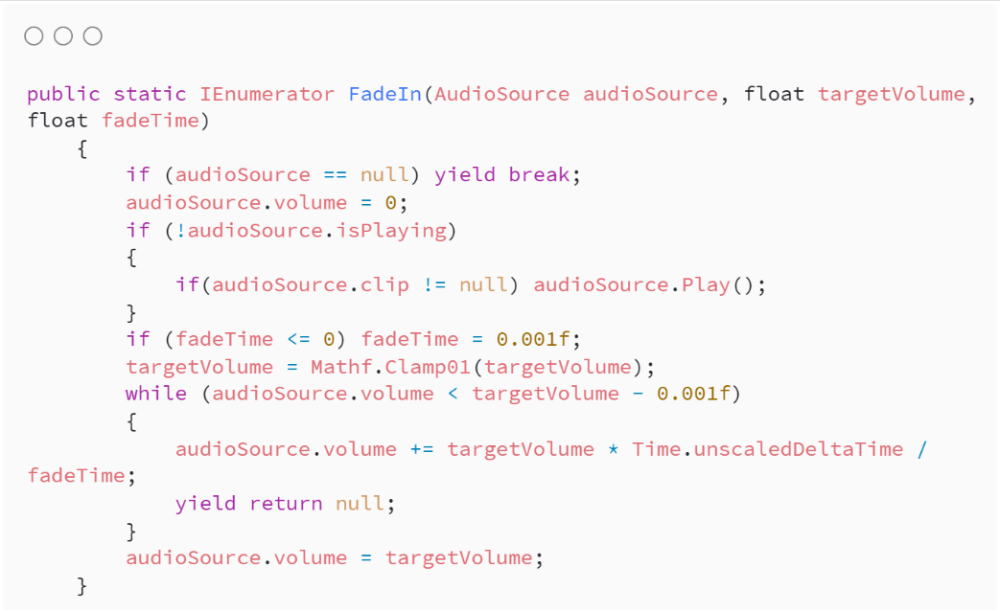 public static IEnumerator FadeIn(AudioSource audioSource, float targetVolume,
float fadeTime)
    {
        if (audioSource == null) yield break;
        audioSource.volume = 0;
        if (!audioSource.isPlaying)
        {
            if(audioSource.clip != null) audioSource.Play();
        }
        if (fadeTime <= 0) fadeTime = 0.001f;
        targetVolume = Mathf.Clamp01(targetVolume);
        while (audioSource.volume < targetVolume - 0.001f)
        {
            audioSource.volume += targetVolume * Time.unscaledDeltaTime /
fadeTime;
            yield return null;
        }
        audioSource.volume = targetVolume;
    }